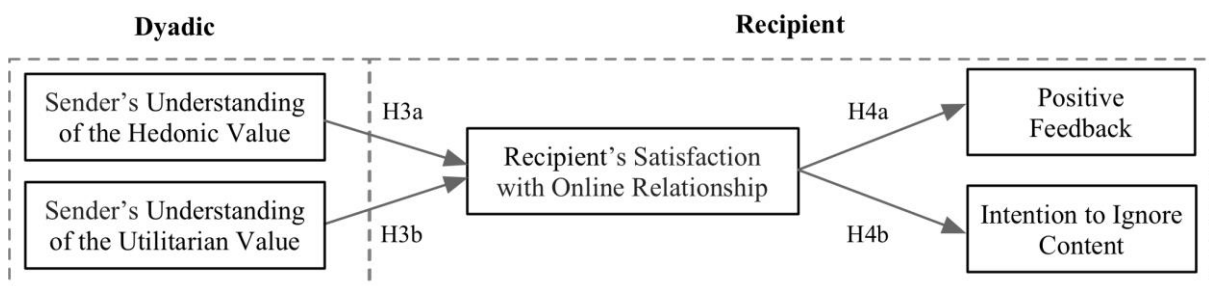 Dyadic
Recipient
Sender's Understanding
of the Hedonic Value
H3a
H4a
Positive
Feedback
Recipient's Satisfaction
with Online Relationship
Sender's Understanding
of the Utilitarian Value
H3b
H4b
Intention to Ignore
Content